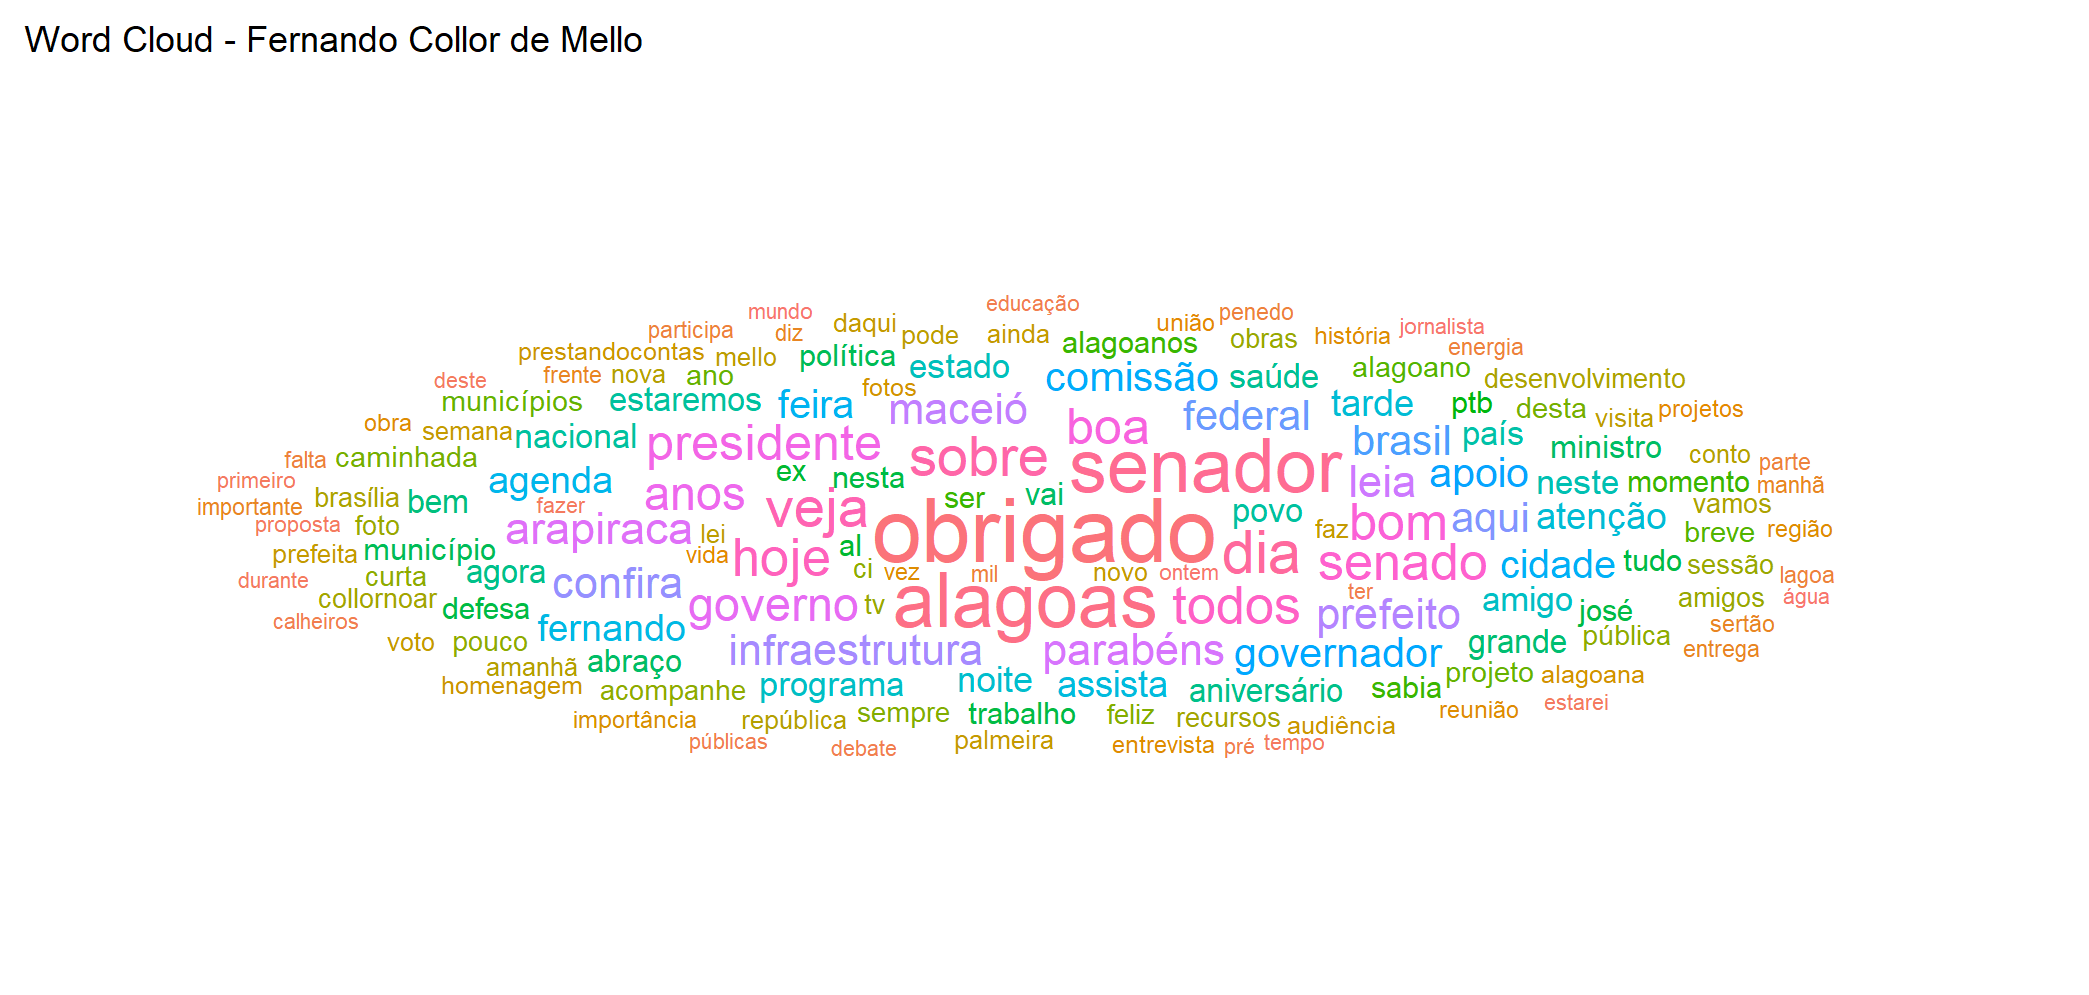 Word Cloud - Fernando Collor de Mello
educação
mundo
penedo
participa
diz
daqui
pode
ainda
união
obras
história
jornalista
energia
prestandocontas
mello
política
estado
alagoanos
comissão
saúde
alagoano
desenvolvimento
deste
frente
nova
ano
fotos
municípios
estaremos
feira
maceió
federal
tarde
ptb
desta
visita
projetos
obra
semana
nacional
presidente
sobre
boa
senador
brasil
país
ministro
conto
parte
falta
caminhada
primeiro
agenda
ex
nesta
leia
apoio
neste
momento
manhã
importante
brasília
bem
fazer
anos
veja
ser
vai
povo
vamos
proposta
foto
arapiraca
lei
obrigado
faz
bom
aqui
atenção
breve
região
prefeita
município
vida
hoje
al
dia
senado
cidade
tudo
sessão
lagoa
durante
curta
agora
confira
ci
vez
mil
novo
ontem
ter
água
calheiros
collornoar
defesa
governo
tv
alagoas
todos
prefeito
amigo
josé
amigos
sertão
voto
pouco
fernando
infraestrutura
parabéns
governador
grande
pública
entrega
amanhã
abraço
homenagem
acompanhe
programa
noite
assista
aniversário
sabia
projeto
alagoana
importância
república
sempre
trabalho
feliz
recursos
audiência
reunião
estarei
públicas
debate
palmeira
entrevista
pré
tempo